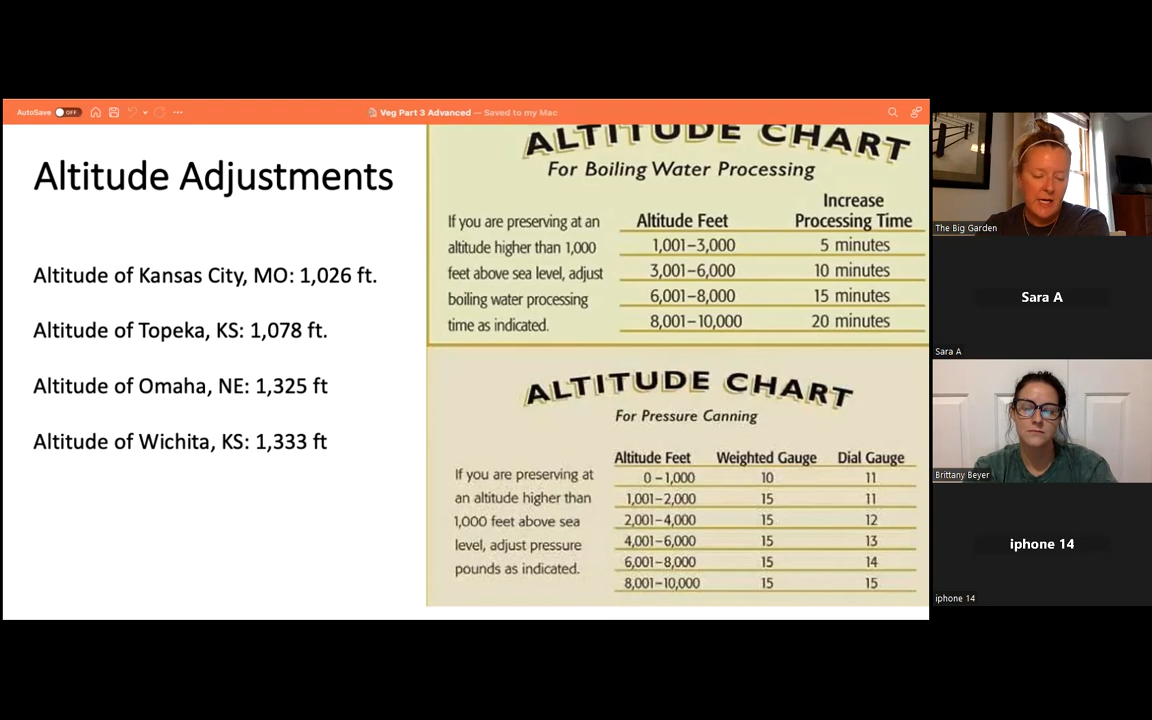 AutoSave OFF
Veg Part 3 Advanced — Saved to my Mac
Altitude Adjustments
Altitude of Kansas City, MO: 1,026 ft.
Altitude of Topeka, KS: 1,078 ft.
Altitude of Omaha, NE: 1,325 ft
Altitude of Wichita, KS: 1,333 ft
ALTITUDE CHART
For Boiling Water Processing
If you are preserving at an
altitude higher than 1,000
feet above sea level, adjust
boiling water processing
time as indicated.
Increase
Altitude Feet Processing Time
1,001–3,000 5 minutes
3,001–6,000 10 minutes
6,001–8,000 15 minutes
8,001–10,000 20 minutes
ALTITUDE CHART
For Pressure Canning
If you are preserving at
an altitude higher than
1,000 feet above sea
level, adjust pressure
pounds as indicated.
Altitude Feet Weighted Gauge Dial Gauge
0–1,000 10 11
1,001–2,000 15 11
2,001–4,000 15 12
4,001–6,000 15 13
6,001–8,000 15 14
8,001–10,000 15 15
The Big Garden
Sara A
Sara A
Brittany Beyer
iphone 14
iphone 14